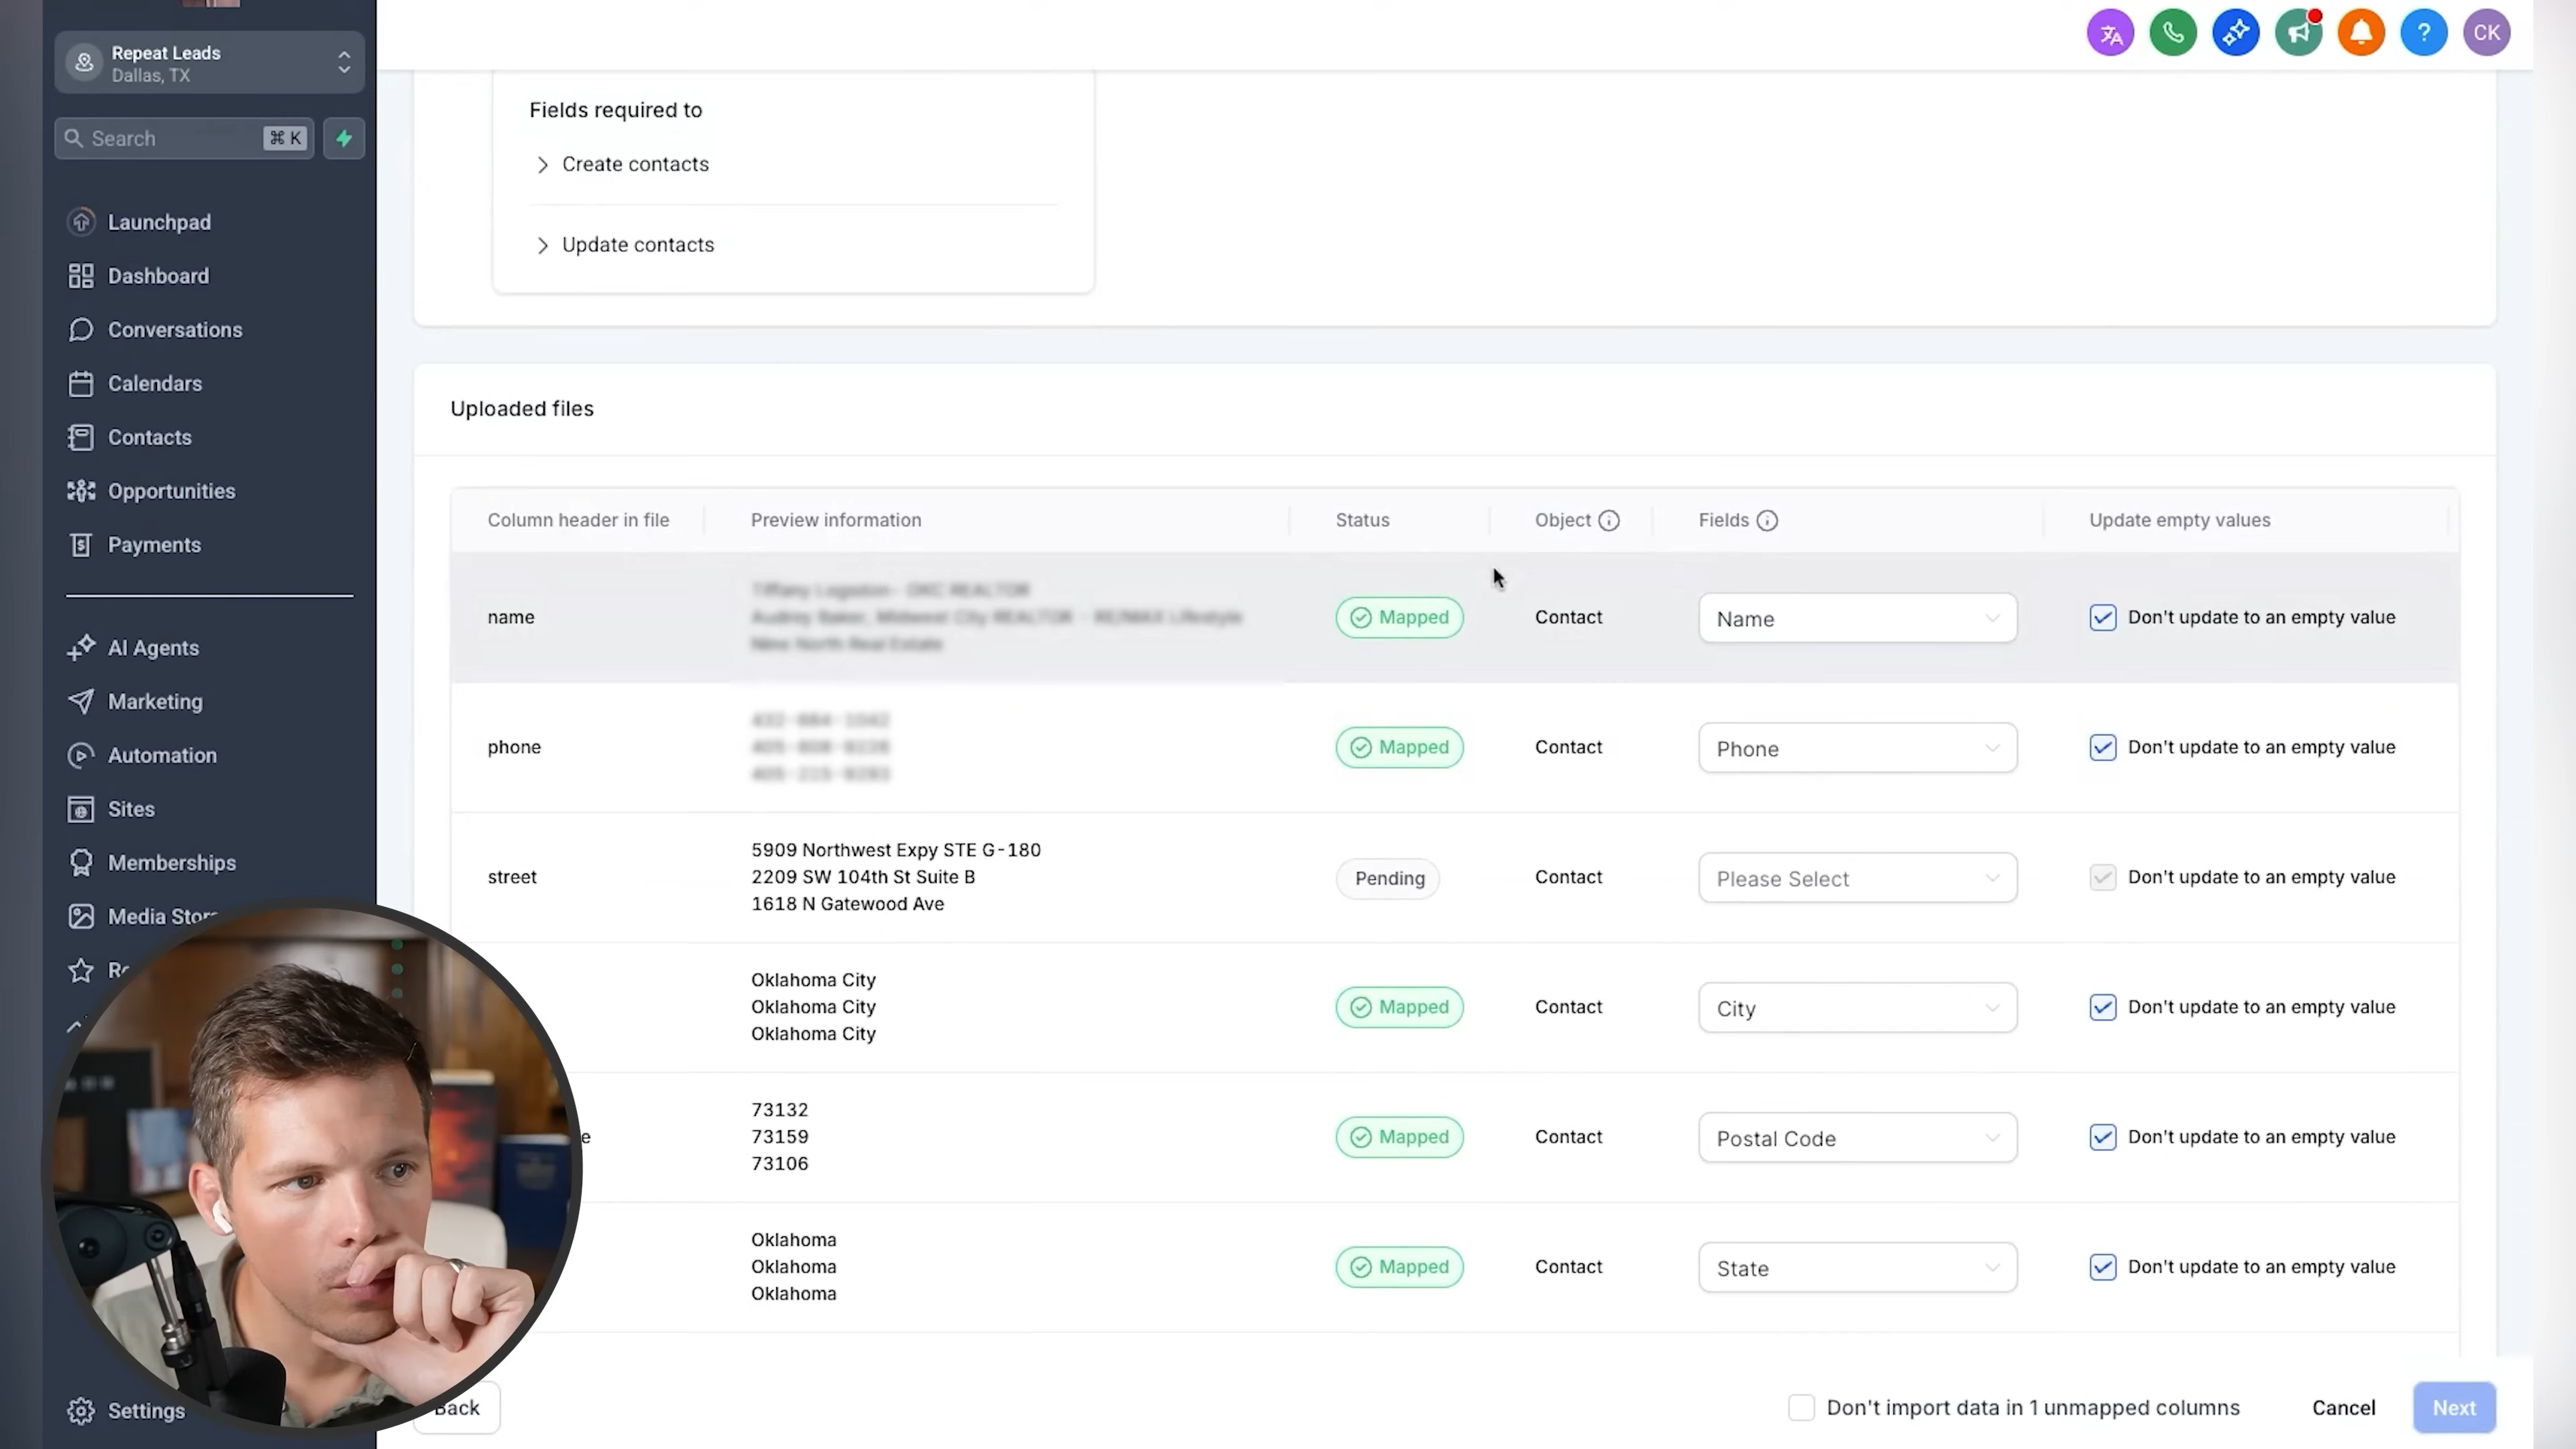 Repeat Leads
Dallas, TX
Search
⌘ K
Launchpad
Dashboard
Conversations
Calendars
Contacts
Opportunities
Payments
AI Agents
Marketing
Automation
Sites
Memberships
Settings
CK
Fields required to
Create contacts
Update contacts
Uploaded files
Column header in file Preview information Status Object Fields Update empty values
name Mapped Contact Name Don't update to an empty value
phone Mapped Contact Phone Don't update to an empty value
5909 Northwest Expy STE G-180
street 2209 SW 104th St Suite B Pending Contact Please Select Don't update to an empty value
1618 N Gatewood Ave
Oklahoma City
Oklahoma City Mapped Contact City Don't update to an empty value
Oklahoma City
73132
73159 Mapped Contact Postal Code Don't update to an empty value
73106
Oklahoma
Oklahoma Mapped Contact State Don't update to an empty value
Oklahoma
Back Don't import data in 1 unmapped columns Cancel Next